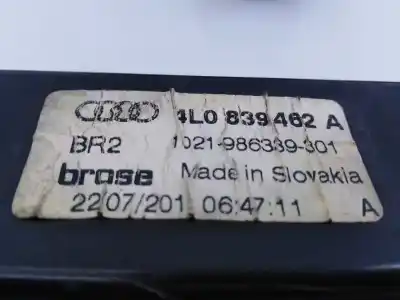 4L0 839 462 A
BR2 1021-986339-301
brose Made in Slovakia
22/07/201 06:47:11 A